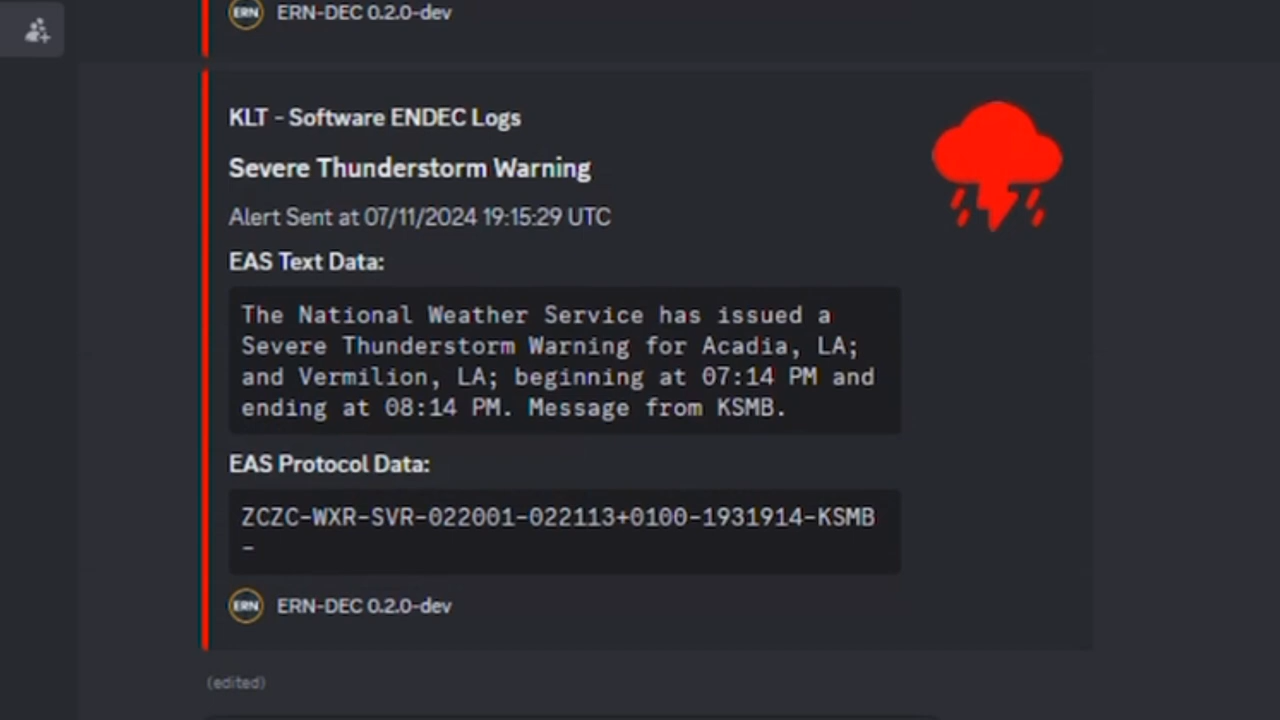 ERN ERN-DEC 0.2.0-dev
KLT - Software ENDEC Logs
Severe Thunderstorm Warning
Alert Sent at 07/11/2024 19:15:29 UTC
EAS Text Data:
The National Weather Service has issued a
Severe Thunderstorm Warning for Acadia, LA;
and Vermilion, LA; beginning at 07:14 PM and
ending at 08:14 PM. Message from KSMB.
EAS Protocol Data:
ZCZC-WXR-SVR-022001-022113+0100-1931914-KSMB
-
ERN ERN-DEC 0.2.0-dev
(edited)